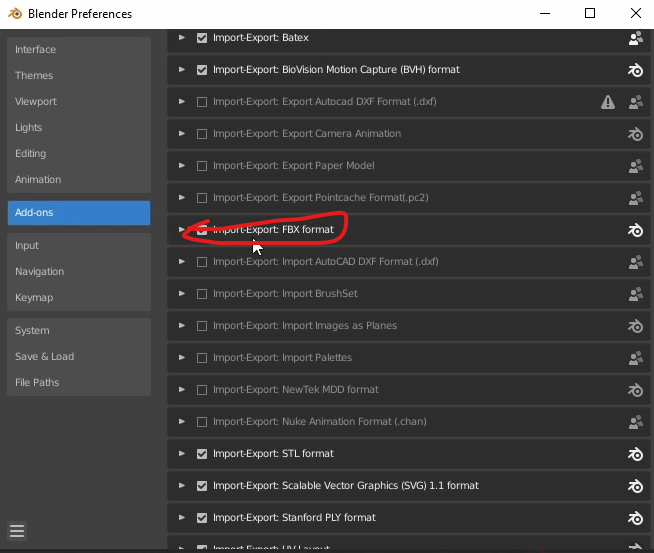 Blender Preferences
Interface
Themes
Viewport
Lights
Editing
Animation
Add-ons
Input
Navigation
Keymap
System
Save & Load
File Paths
Import-Export: Batex
Import-Export: BioVision Motion Capture (BVH) format
Import-Export: Export Autocad DXF Format (.dxf)
Import-Export: Export Camera Animation
Import-Export: Export Paper Model
Import-Export: Export Pointcache Format(.pc2)
Import-Export: FBX format
Import-Export: Import AutoCAD DXF Format (.dxf)
Import-Export: Import BrushSet
Import-Export: Import Images as Planes
Import-Export: Import Palettes
Import-Export: NewTek MDD format
Import-Export: Nuke Animation Format (.chan)
Import-Export: STL format
Import-Export: Scalable Vector Graphics (SVG) 1.1 format
Import-Export: Stanford PLY format
Import-Export: UV Layout